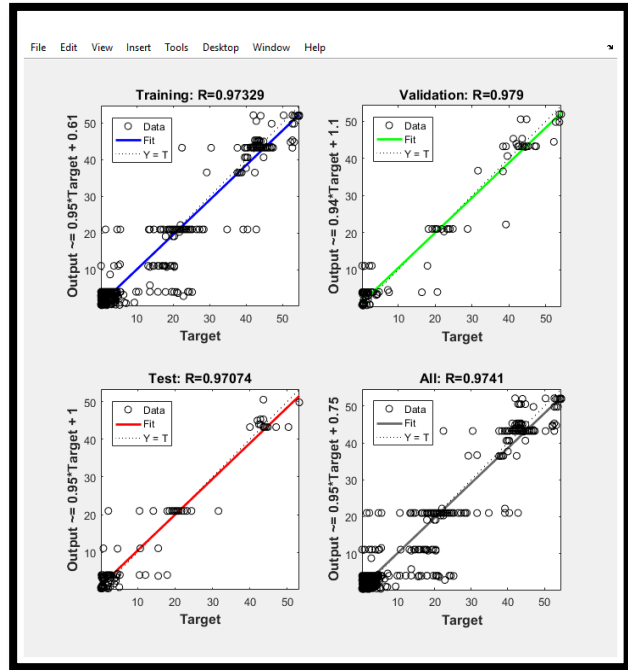 File Edit View Insert Tools Desktop Window Help
Training: R=0.97329
Output ~= 0.95*Target + 0.61
50
40
30
20
10
Data
Fit
Y = T
10 20 30 40 50
Target
Validation: R=0.979
Output ~= 0.94*Target + 1.1
50
40
30
20
10
Data
Fit
Y = T
10 20 30 40 50
Target
Test: R=0.97074
Output ~= 0.95*Target + 1
50
40
30
20
10
Data
Fit
Y = T
10 20 30 40 50
Target
All: R=0.9741
Output ~= 0.95*Target + 0.75
50
40
30
20
10
Data
Fit
Y = T
10 20 30 40 50
Target